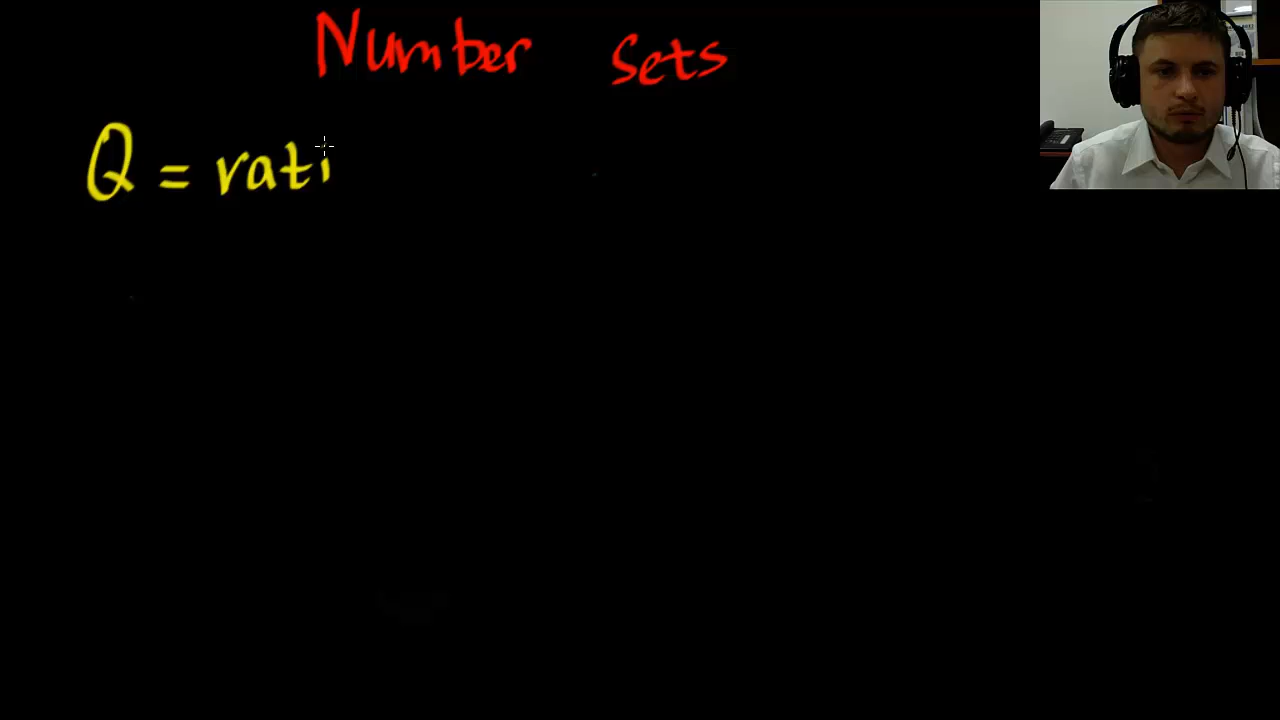 Number sets
Q = rati